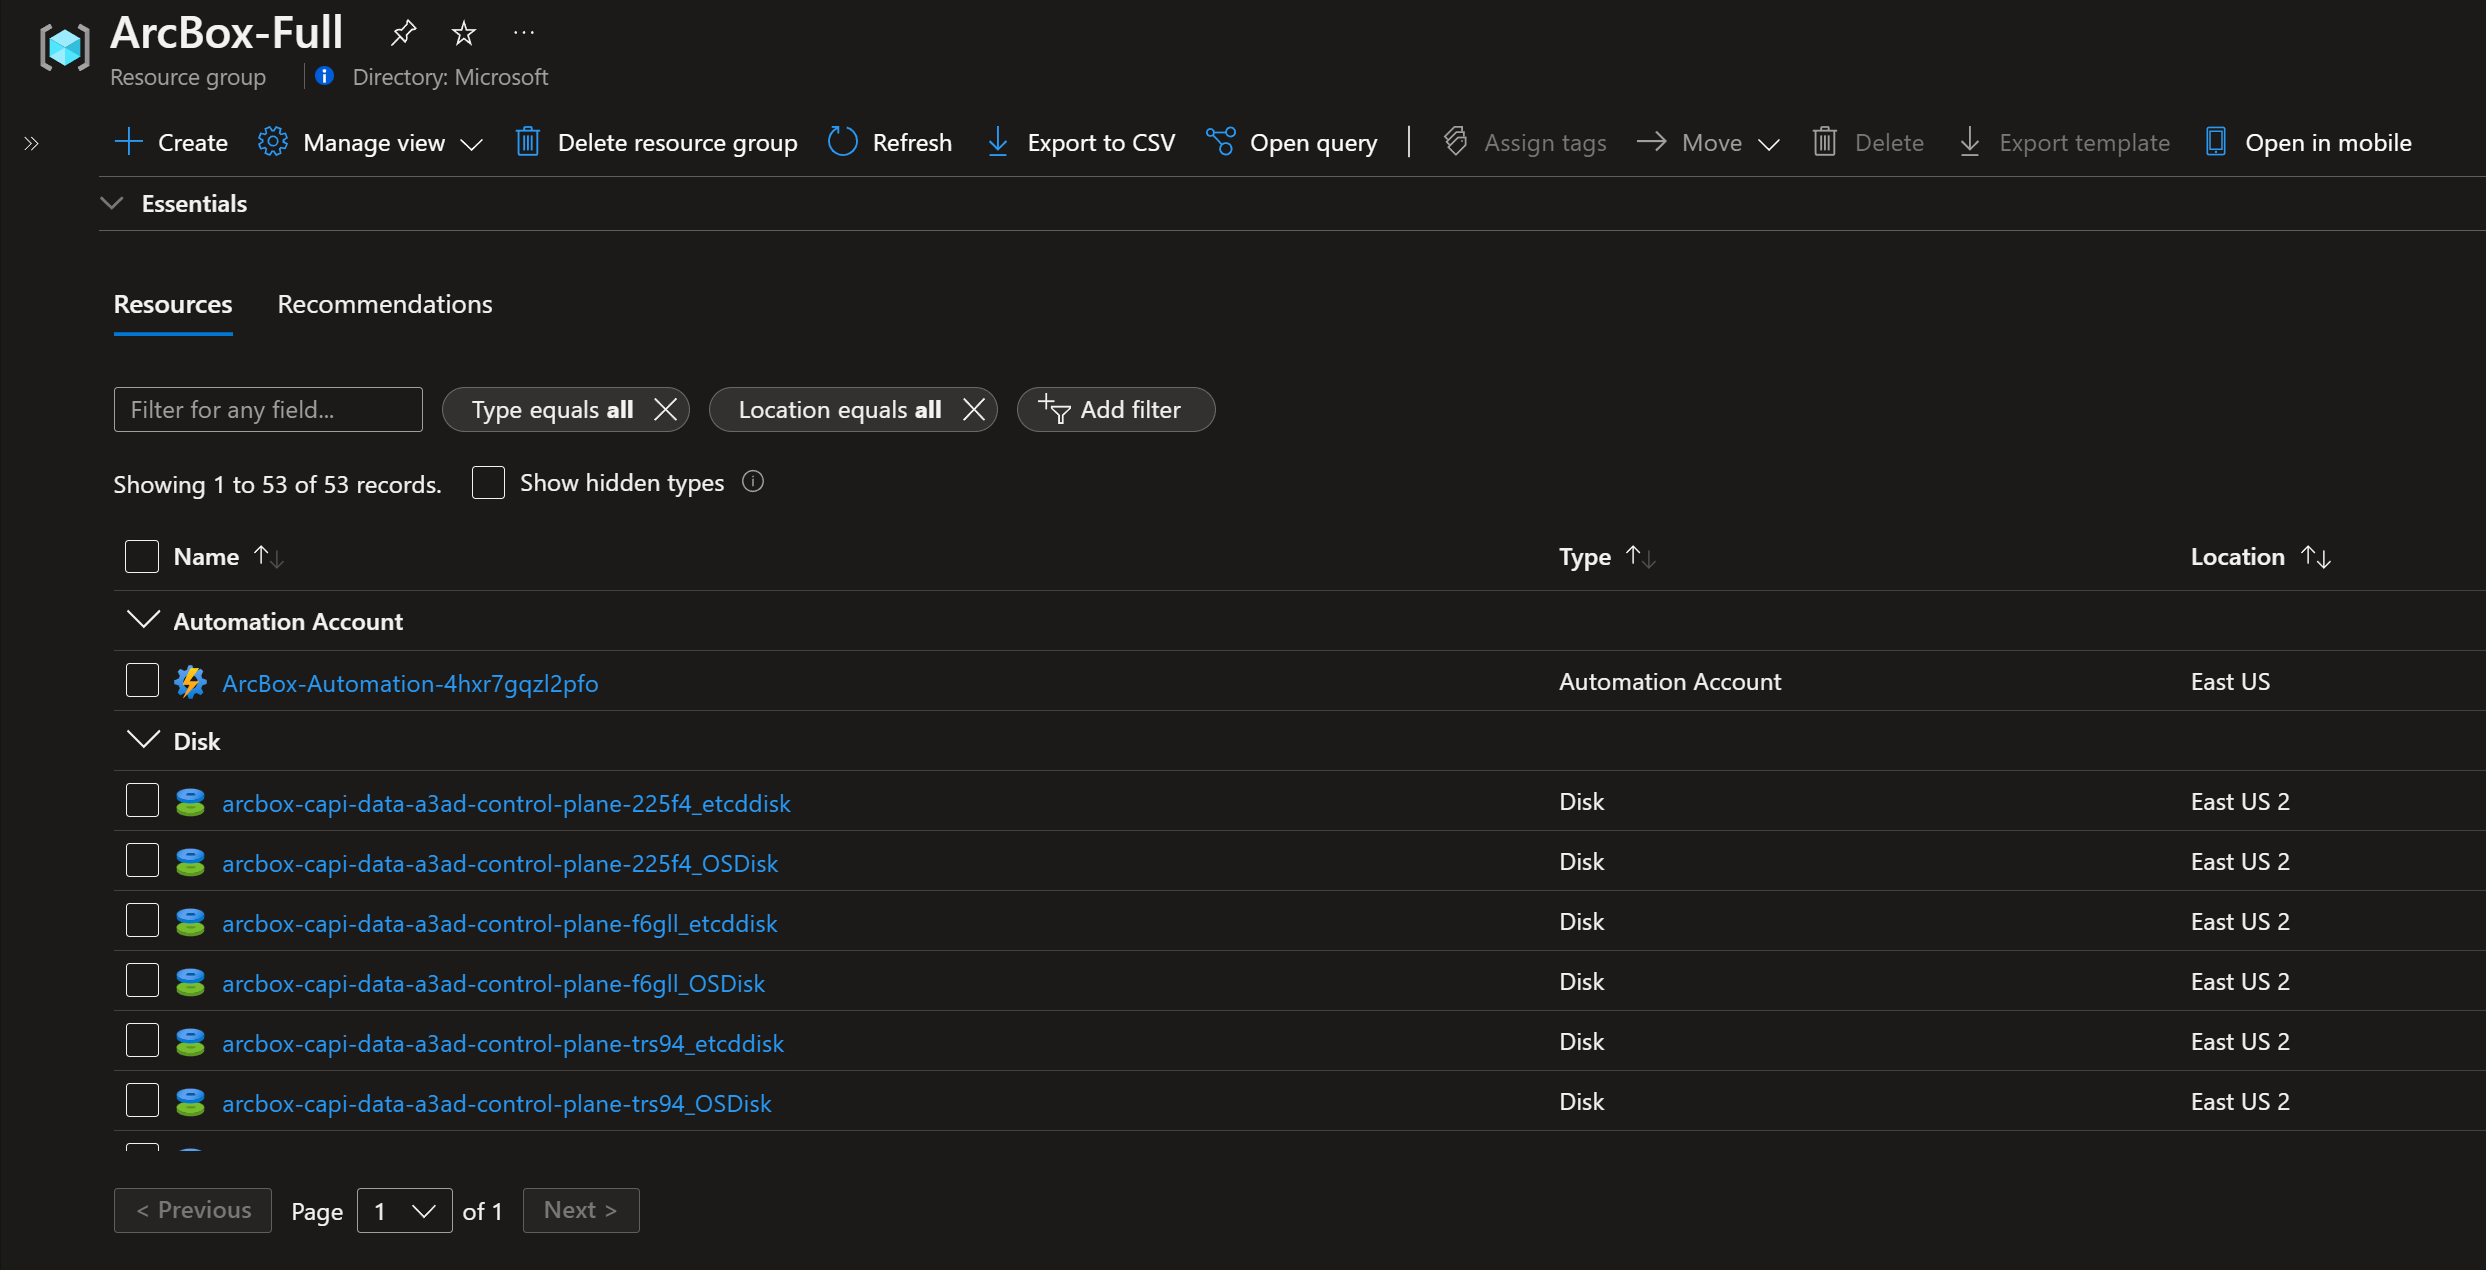 ArcBox-Full
Resource group
Directory: Microsoft
Create Manage view Delete resource group Refresh Export to CSV Open query Assign tags Move Delete Export template Open in mobile
Essentials
Resources Recommendations
Filter for any field... Type equals all Location equals all Add filter
Showing 1 to 53 of 53 records. Show hidden types
Name Type Location
Automation Account
ArcBox-Automation-4hxr7gqzl2pfo Automation Account East US
Disk
arcbox-capi-data-a3ad-control-plane-225f4_etcddisk Disk East US 2
arcbox-capi-data-a3ad-control-plane-225f4_OSDisk Disk East US 2
arcbox-capi-data-a3ad-control-plane-f6gll_etcddisk Disk East US 2
arcbox-capi-data-a3ad-control-plane-f6gll_OSDisk Disk East US 2
arcbox-capi-data-a3ad-control-plane-trs94_etcddisk Disk East US 2
arcbox-capi-data-a3ad-control-plane-trs94_OSDisk Disk East US 2
< Previous Page 1 of 1 Next >